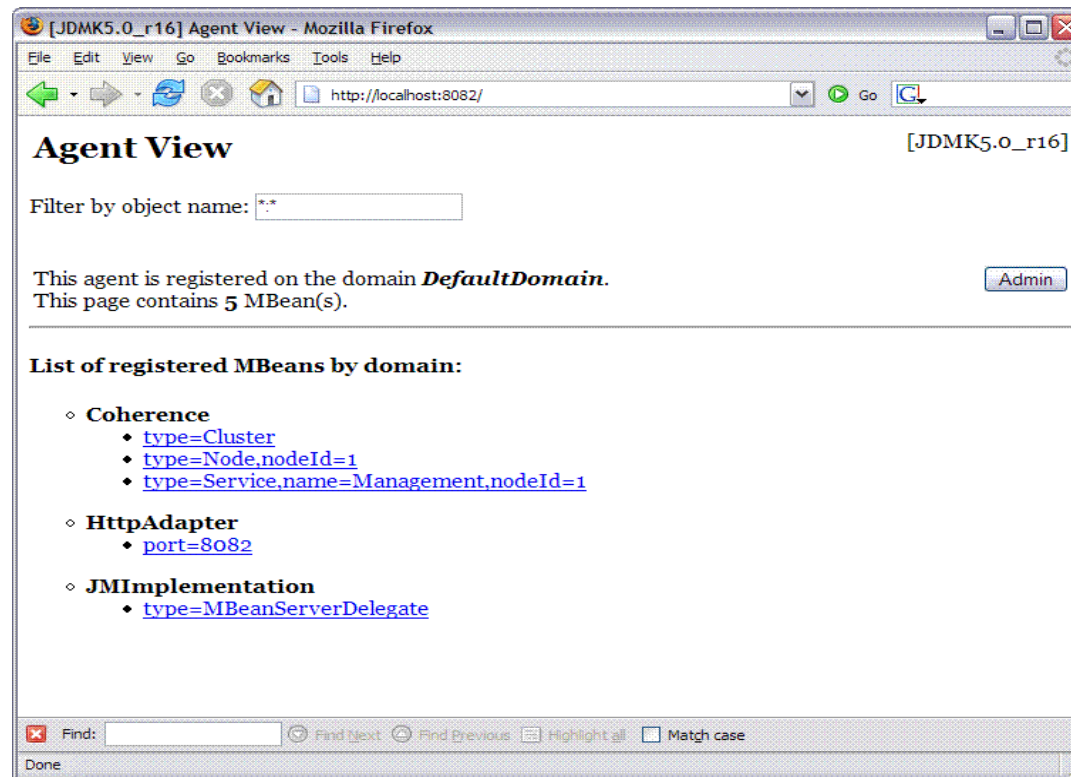 [JDMK5.0_r16] Agent View - Mozilla Firefox
File Edit View Go Bookmarks Tools Help
http://localhost:8082/ Go G
Agent View [JDMK5.0_r16]
Filter by object name: *:*
This agent is registered on the domain DefaultDomain. Admin
This page contains 5 MBean(s).
List of registered MBeans by domain:
Coherence
type=Cluster
type=Node,nodeId=1
type=Service,name=Management,nodeId=1
HttpAdapter
port=8082
JMImplementation
type=MBeanServerDelegate
Find: Find Next Find Previous Highlight all Match case
Done